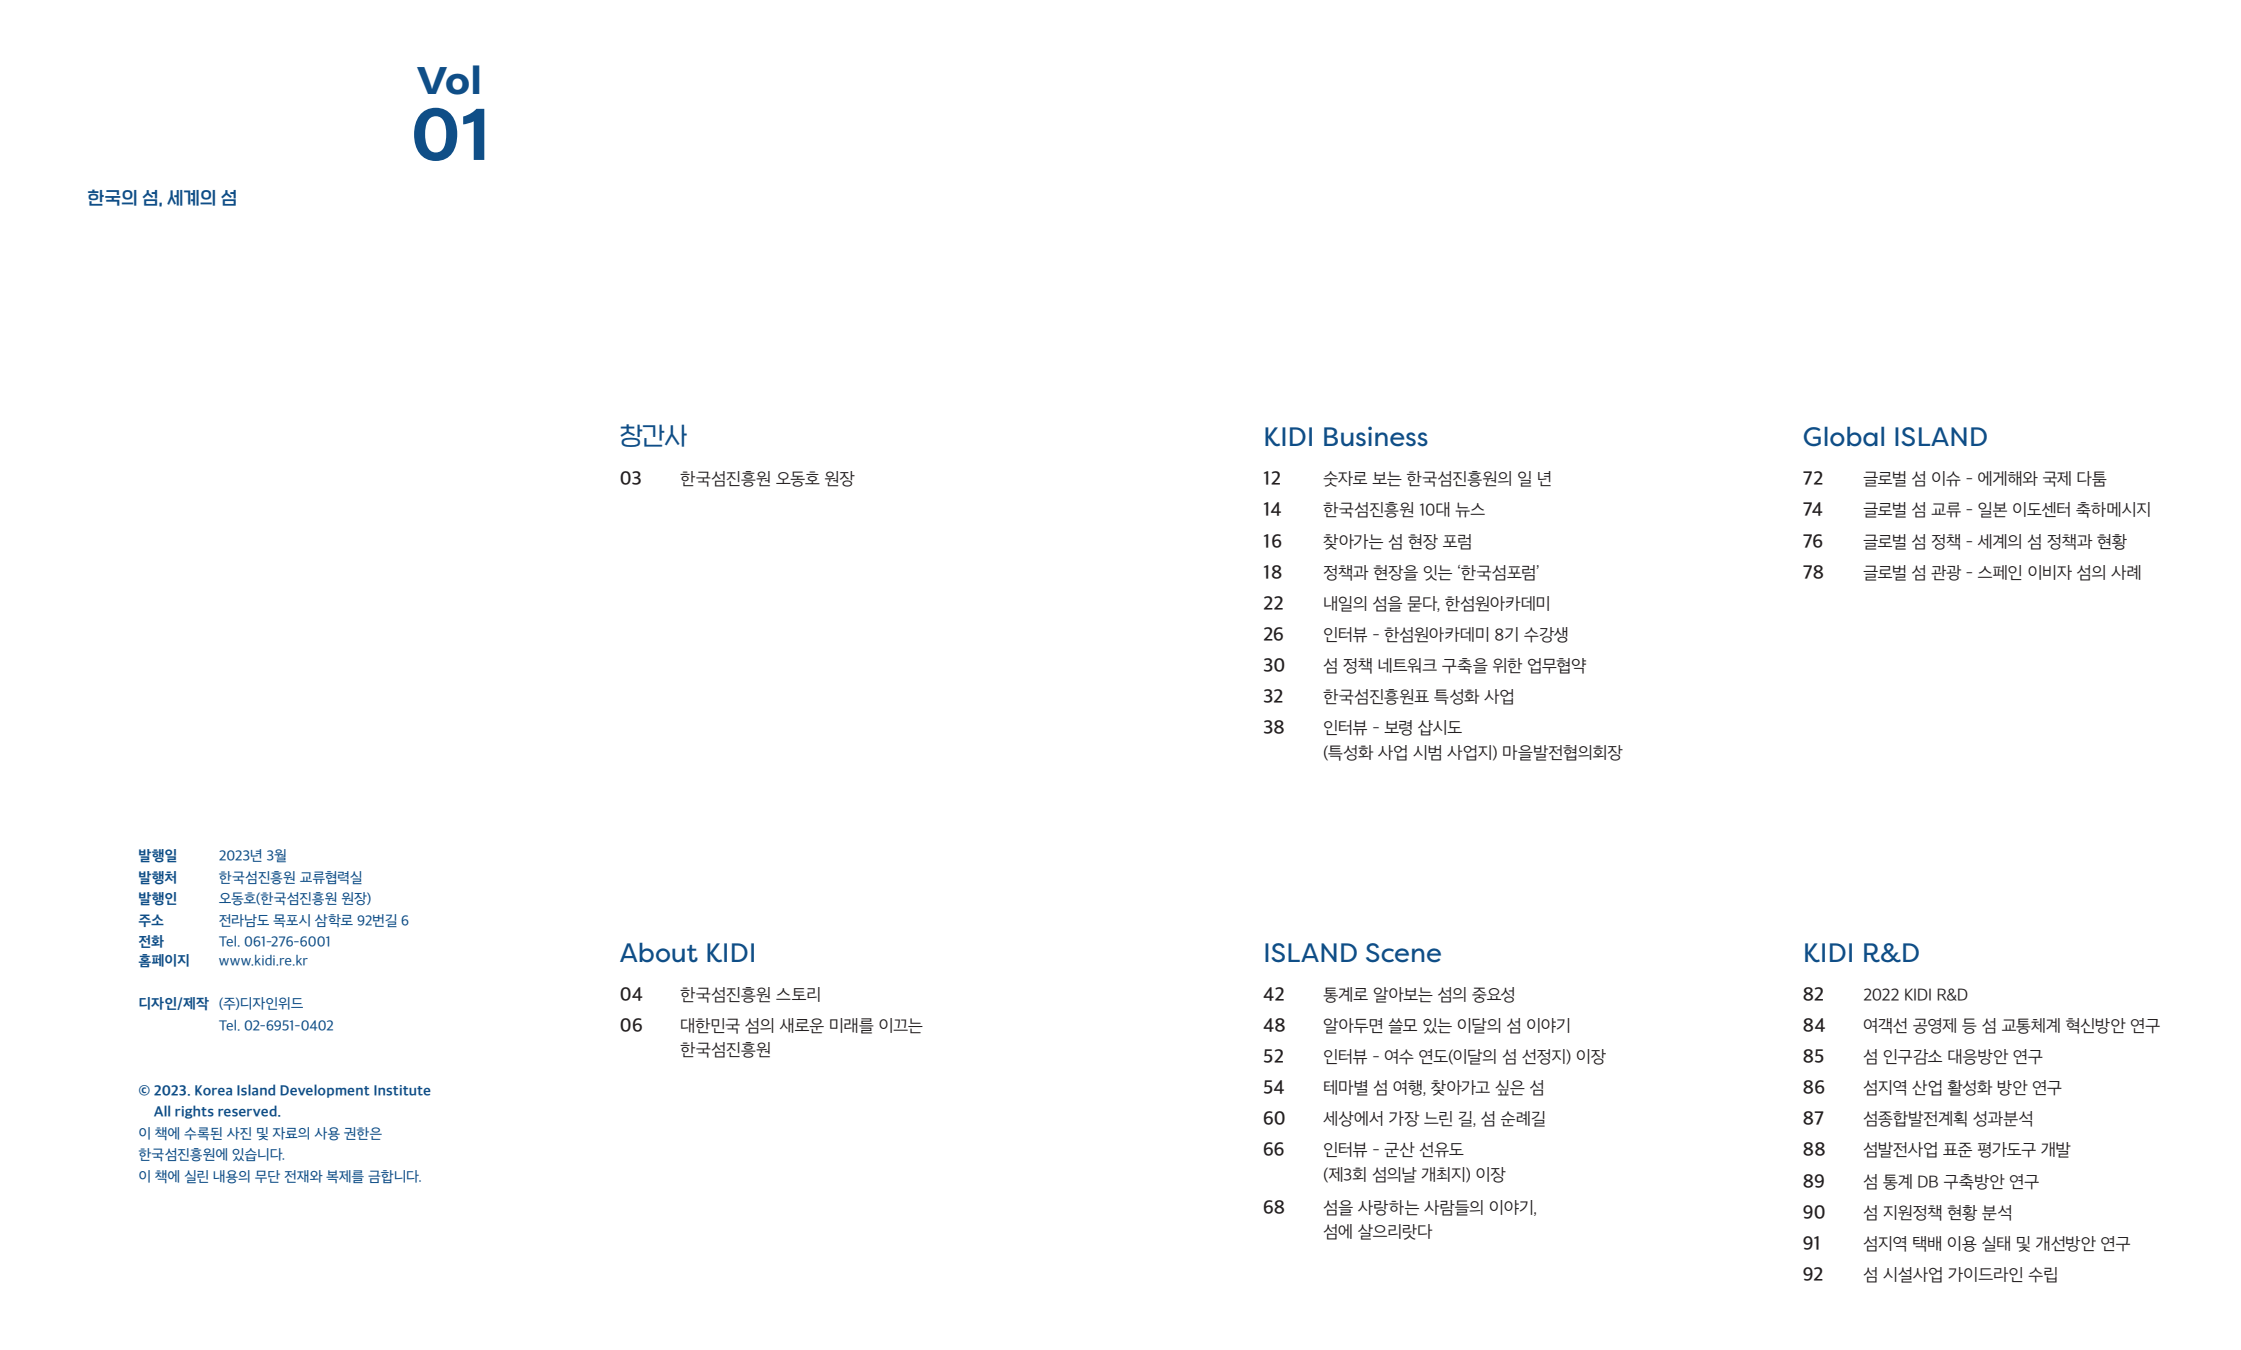 Vol
01
한국의 섬, 세계의 섬
발행일 2023년 3월
발행처 한국섬진흥원 교류협력실
발행인 오동호(한국섬진흥원 원장)
주소 전라남도 목포시 삼학로 92번길 6
전화 Tel. 061-276-6001
홈페이지 www.kidi.re.kr
디자인/제작 (주)디자인위드
Tel. 02-6951-0402
© 2023. Korea Island Development Institute
All rights reserved.
이 책에 수록된 사진 및 자료의 사용 권한은
한국섬진흥원에 있습니다.
이 책에 실린 내용의 무단 전재와 복제를 금합니다.
창간사
03 한국섬진흥원 오동호 원장
About KIDI
04 한국섬진흥원 스토리
06 대한민국 섬의 새로운 미래를 이끄는
한국섬진흥원
KIDI Business
12 숫자로 보는 한국섬진흥원의 일 년
14 한국섬진흥원 10대 뉴스
16 찾아가는 섬 현장 포럼
18 정책과 현장을 잇는 ‘한국섬포럼’
22 내일의 섬을 묻다, 한섬원아카데미
26 인터뷰 - 한섬원아카데미 8기 수강생
30 섬 정책 네트워크 구축을 위한 업무협약
32 한국섬진흥원표 특성화 사업
38 인터뷰 - 보령 삽시도
(특성화 사업 시범 사업지) 마을발전협의회장
ISLAND Scene
42 통계로 알아보는 섬의 중요성
48 알아두면 쓸모 있는 이달의 섬 이야기
52 인터뷰 - 여수 연도(이달의 섬 선정지) 이장
54 테마별 섬 여행, 찾아가고 싶은 섬
60 세상에서 가장 느린 길, 섬 순례길
66 인터뷰 - 군산 선유도
(제3회 섬의날 개최지) 이장
68 섬을 사랑하는 사람들의 이야기,
섬에 살으리랏다
Global ISLAND
72 글로벌 섬 이슈 - 에게해와 국제 다툼
74 글로벌 섬 교류 - 일본 이도센터 축하메시지
76 글로벌 섬 정책 - 세계의 섬 정책과 현황
78 글로벌 섬 관광 - 스페인 이비자 섬의 사례
KIDI R&D
82 2022 KIDI R&D
84 여객선 공영제 등 섬 교통체계 혁신방안 연구
85 섬 인구감소 대응방안 연구
86 섬지역 산업 활성화 방안 연구
87 섬종합발전계획 성과분석
88 섬발전사업 표준 평가도구 개발
89 섬 통계 DB 구축방안 연구
90 섬 지원정책 현황 분석
91 섬지역 택배 이용 실태 및 개선방안 연구
92 섬 시설사업 가이드라인 수립